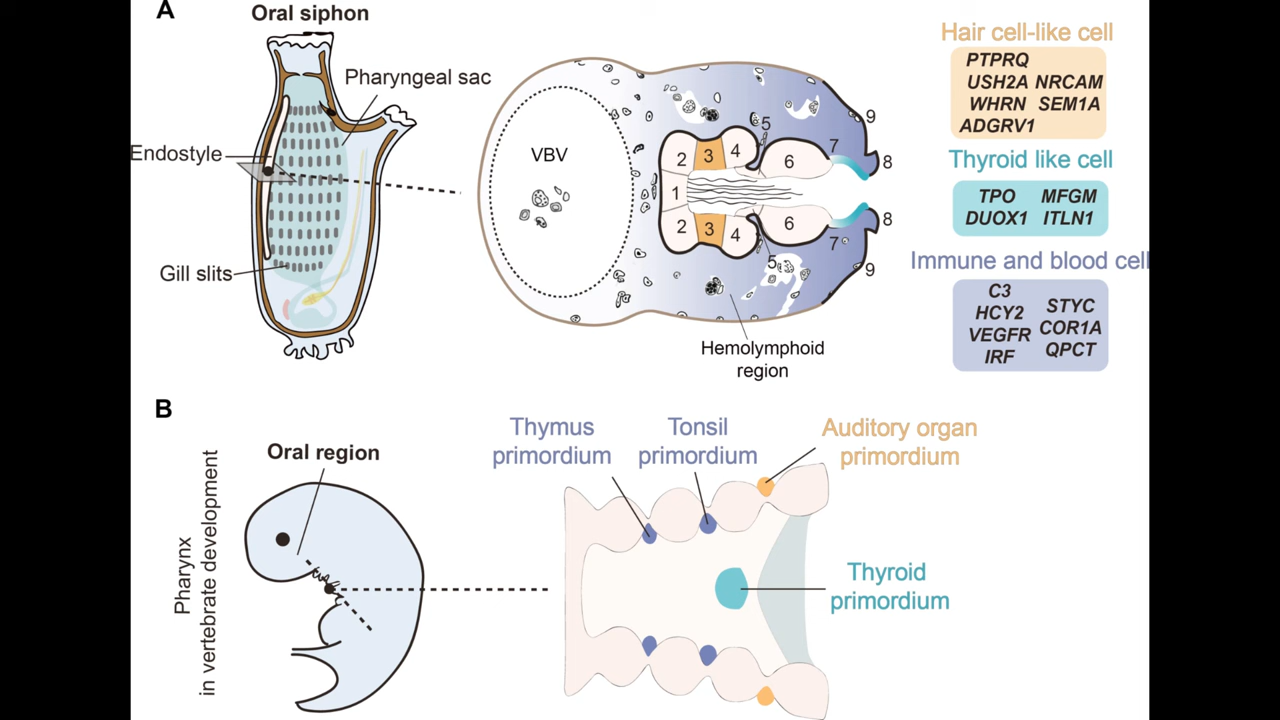 A
Oral siphon
Pharyngeal sac
Endostyle
Gill slits
VBV
1
2
3
4
5
6
7
8
9
2
3
4
5
6
7
8
9
Hemolymphoid
region
Hair cell-like cell
PTPRQ
USH2A NRCAM
WHRN SEM1A
ADGRV1
Thyroid like cell
TPO MFGM
DUOX1 ITLN1
Immune and blood cell
C3
HCY2
VEGFR
IRF
STYC
COR1A
QPCT
B
Pharynx
in vertebrate development
Oral region
Thymus
primordium
Tonsil
primordium
Auditory organ
primordium
Thyroid
primordium